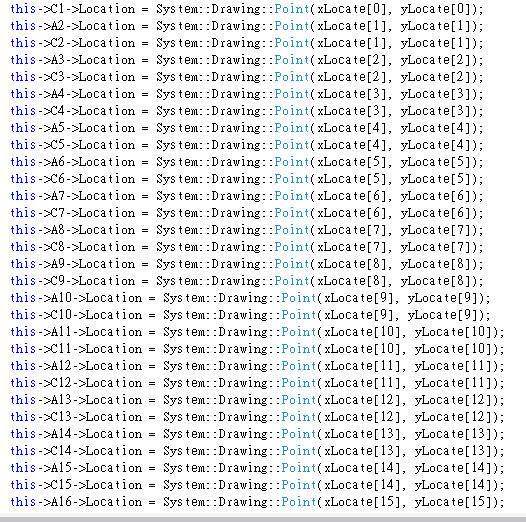 this->C1->Location = System::Drawing::Point(xLocate[0], yLocate[0]);
this->A2->Location = System::Drawing::Point(xLocate[1], yLocate[1]);
this->C2->Location = System::Drawing::Point(xLocate[1], yLocate[1]);
this->A3->Location = System::Drawing::Point(xLocate[2], yLocate[2]);
this->C3->Location = System::Drawing::Point(xLocate[2], yLocate[2]);
this->A4->Location = System::Drawing::Point(xLocate[3], yLocate[3]);
this->C4->Location = System::Drawing::Point(xLocate[3], yLocate[3]);
this->A5->Location = System::Drawing::Point(xLocate[4], yLocate[4]);
this->C5->Location = System::Drawing::Point(xLocate[4], yLocate[4]);
this->A6->Location = System::Drawing::Point(xLocate[5], yLocate[5]);
this->C6->Location = System::Drawing::Point(xLocate[5], yLocate[5]);
this->A7->Location = System::Drawing::Point(xLocate[6], yLocate[6]);
this->C7->Location = System::Drawing::Point(xLocate[6], yLocate[6]);
this->A8->Location = System::Drawing::Point(xLocate[7], yLocate[7]);
this->C8->Location = System::Drawing::Point(xLocate[7], yLocate[7]);
this->A9->Location = System::Drawing::Point(xLocate[8], yLocate[8]);
this->C9->Location = System::Drawing::Point(xLocate[8], yLocate[8]);
this->A10->Location = System::Drawing::Point(xLocate[9], yLocate[9]);
this->C10->Location = System::Drawing::Point(xLocate[9], yLocate[9]);
this->A11->Location = System::Drawing::Point(xLocate[10], yLocate[10]);
this->C11->Location = System::Drawing::Point(xLocate[10], yLocate[10]);
this->A12->Location = System::Drawing::Point(xLocate[11], yLocate[11]);
this->C12->Location = System::Drawing::Point(xLocate[11], yLocate[11]);
this->A13->Location = System::Drawing::Point(xLocate[12], yLocate[12]);
this->C13->Location = System::Drawing::Point(xLocate[12], yLocate[12]);
this->A14->Location = System::Drawing::Point(xLocate[13], yLocate[13]);
this->C14->Location = System::Drawing::Point(xLocate[13], yLocate[13]);
this->A15->Location = System::Drawing::Point(xLocate[14], yLocate[14]);
this->C15->Location = System::Drawing::Point(xLocate[14], yLocate[14]);
this->A16->Location = System::Drawing::Point(xLocate[15], yLocate[15]);